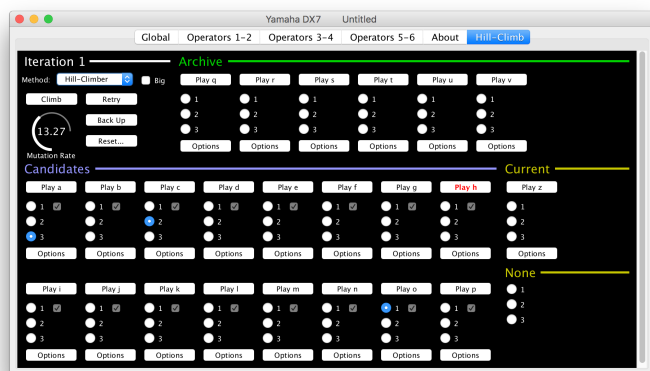 Yamaha DX7 Untitled
Global Operators 1-2 Operators 3-4 Operators 5-6 About Hill-Climb
Iteration 1 Archive
Method: Hill-Climber Big Play q Play r Play s Play t Play u Play v
Climb Retry 1 1 1 1 1 1
13.27 Back Up 2 2 2 2 2 2
Reset... 3 3 3 3 3 3
Mutation Rate Options Options Options Options Options Options
Candidates Current
Play a Play b Play c Play d Play e Play f Play g Play h Play z
1 1 1 1 1 1 1 1 1
2 2 2 2 2 2 2 2 2
3 3 3 3 3 3 3 3 3
Options Options Options Options Options Options Options Options Options
None
Play i Play j Play k Play l Play m Play n Play o Play p 1
1 1 1 1 1 1 1 1 2
2 2 2 2 2 2 2 2 3
3 3 3 3 3 3 3 3
Options Options Options Options Options Options Options Options